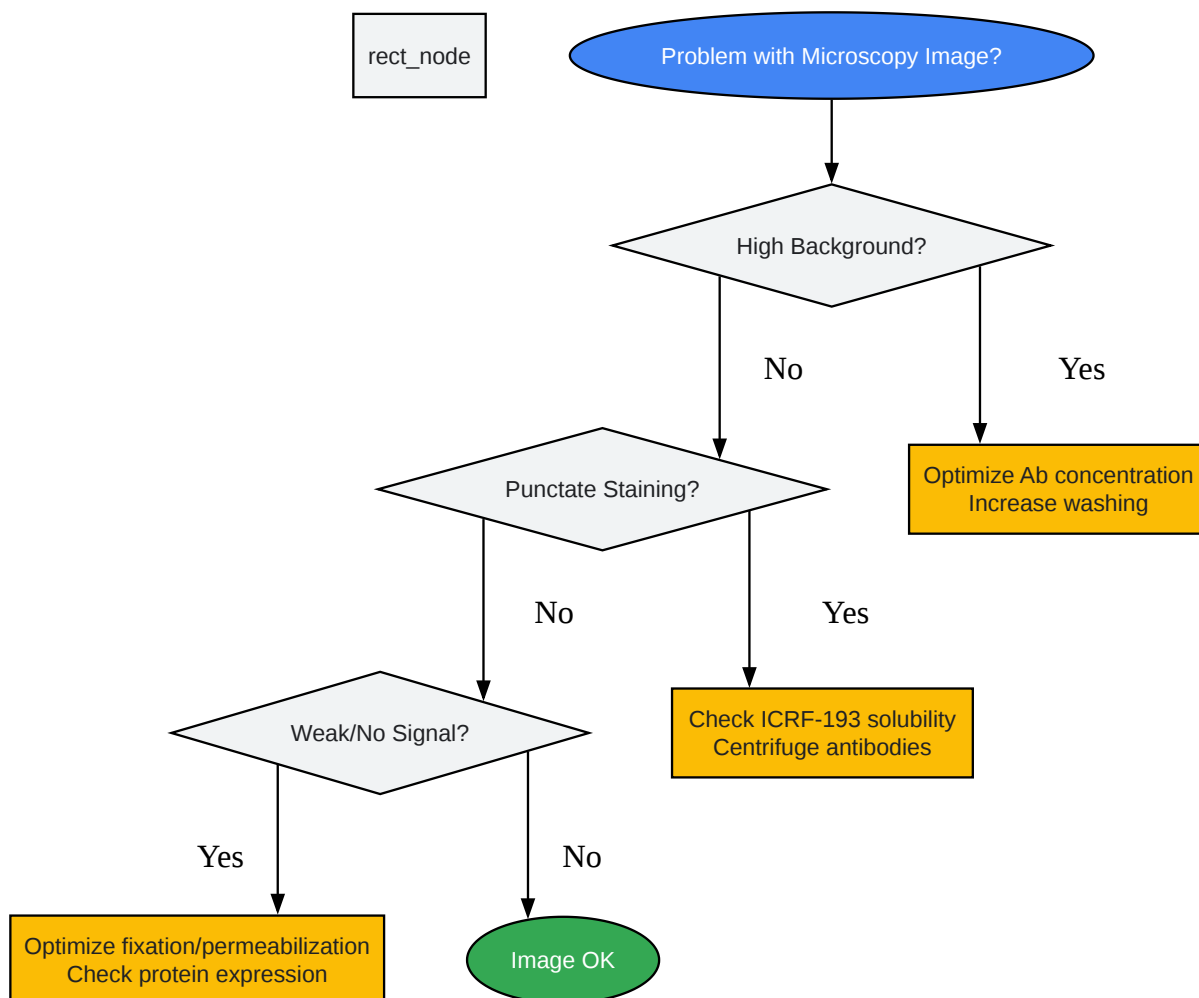 rect_node
Problem with Microscopy Image?
High Background?
No
Yes
Optimize Ab concentration
Increase washing
Punctate Staining?
No
Yes
Check ICRF-193 solubility
Centrifuge antibodies
Weak/No Signal?
Yes
No
Optimize fixation/permeabilization
Check protein expression
Image OK